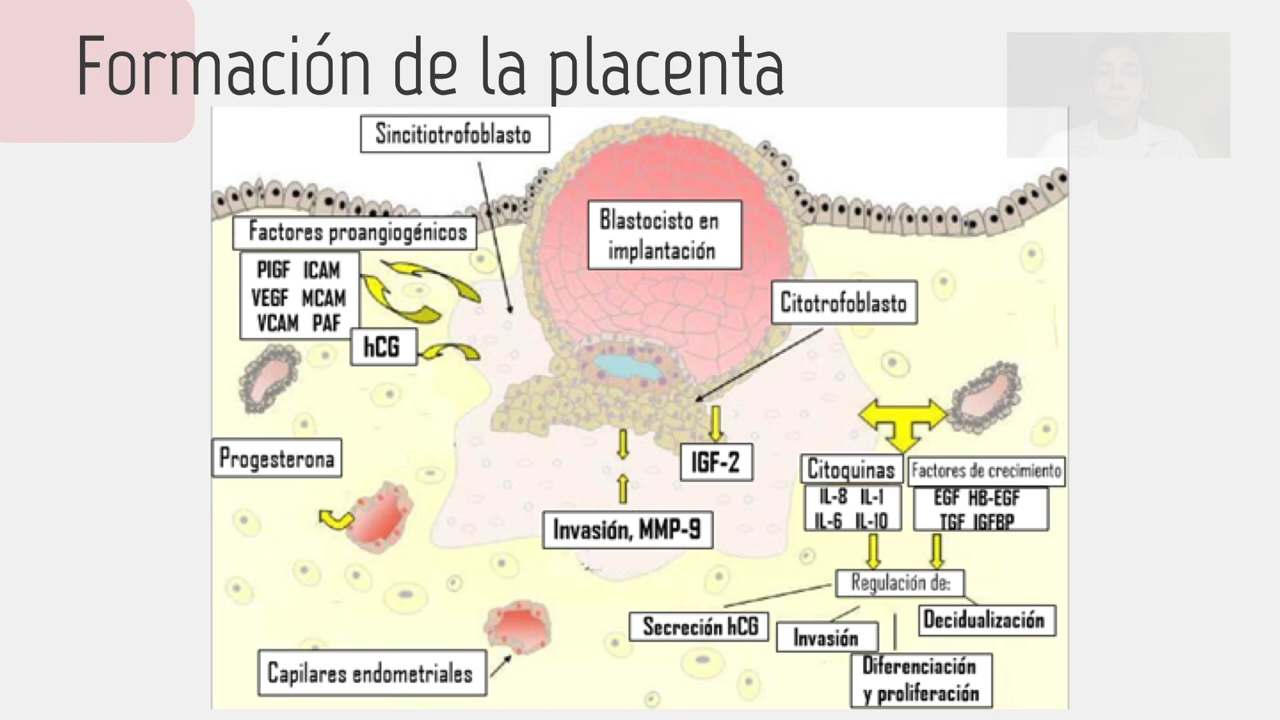 Formación de la placenta
Sincitiotrofoblasto
Blastocisto en
implantación
Factores proangiogénicos
PIGF ICAM
VEGF MCAM
VCAM PAF
hCG
Citotrofoblasto
Progesterona
IGF-2
Invasión, MMP-9
Citoquinas
IL-8 IL-1
IL-6 IL-10
Factores de crecimiento
EGF HB-EGF
TGF IGFBP
Regulación de:
Secreción hCG
Invasión
Decidualización
Diferenciación
y proliferación
Capilares endometriales